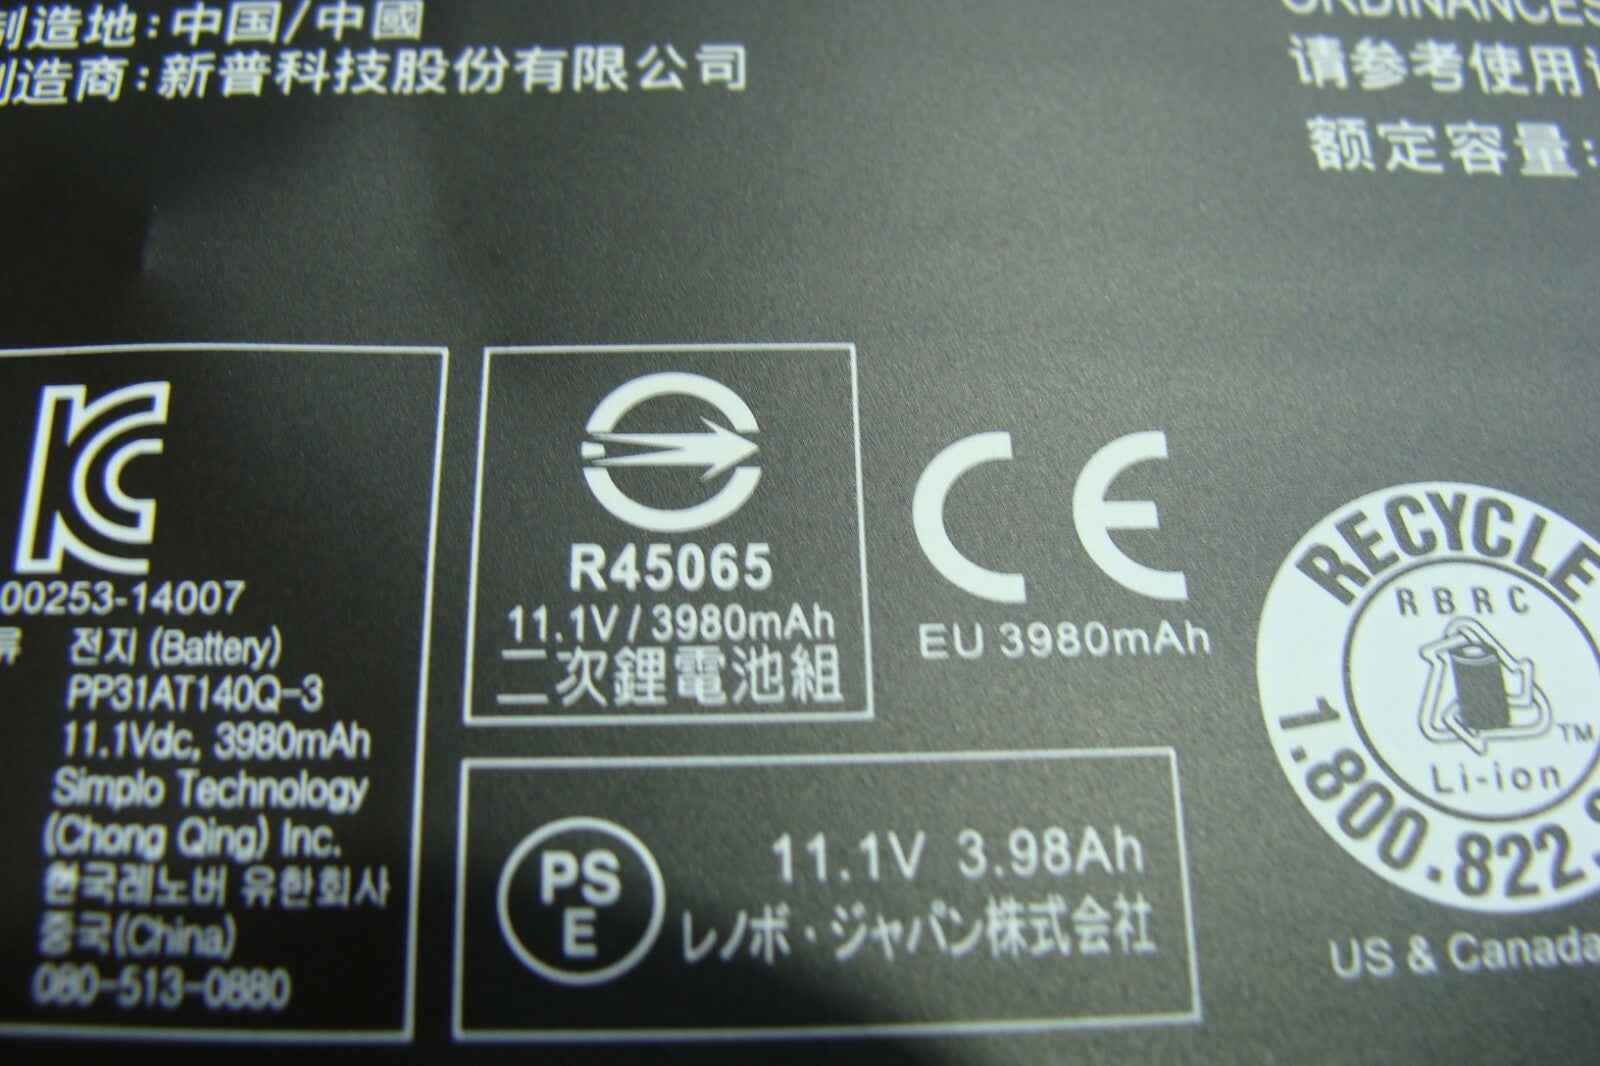 制造地:中国/中國
制造商:新普科技股份有限公司
请参考使用
额定容量:
KC
00253-14007
류 전지 (Battery)
PP31AT140Q-3
11.1Vdc, 3980mAh
Simplo Technology
(Chong Qing) Inc.
한국레노버 유한회사
중국(China)
080-513-0880
R45065
11.1V/3980mAh
二次鋰電池組
CE
EU 3980mAh
PS
E
11.1V 3.98Ah
レノボ・ジャパン株式会社
RECYCLE
RBRC
TM
Li-ion
1.800.822.
US & Canada